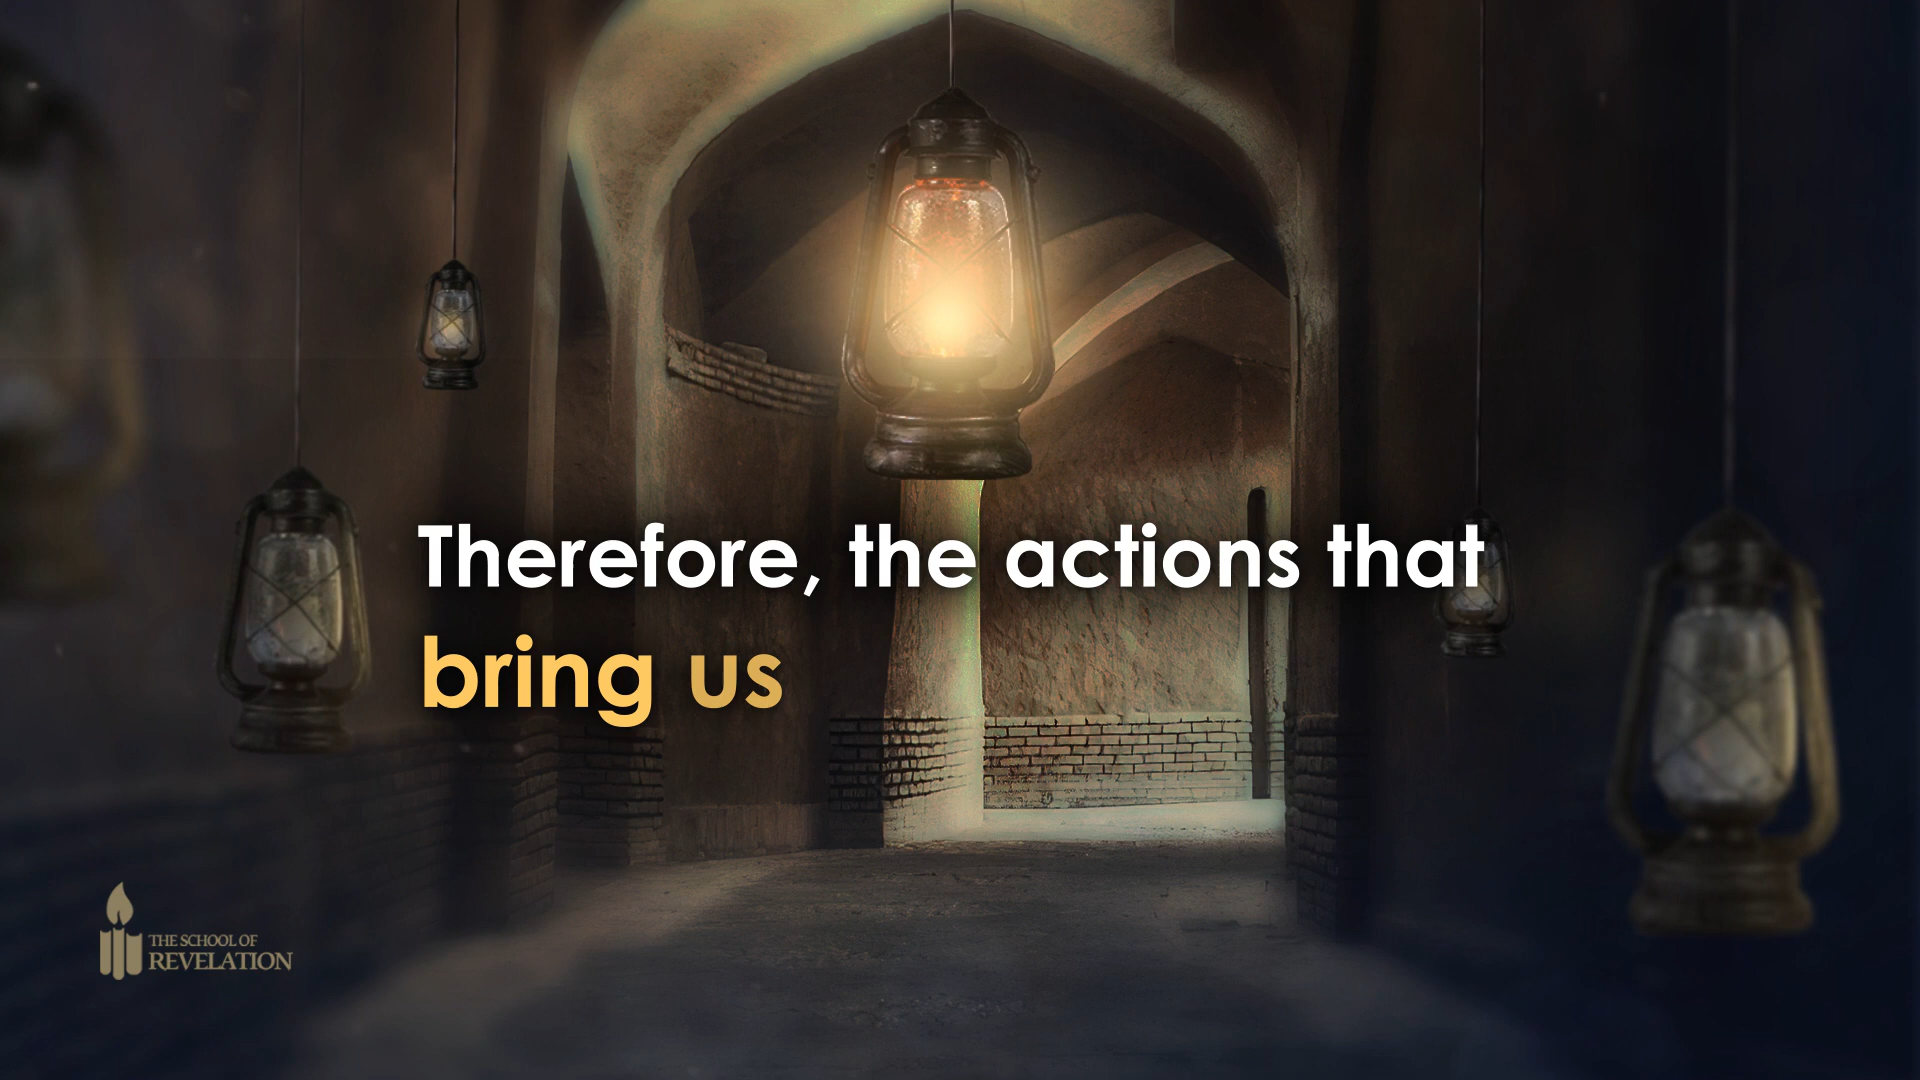 Therefore, the actions that
bring us
THE SCHOOL OF
REVELATION